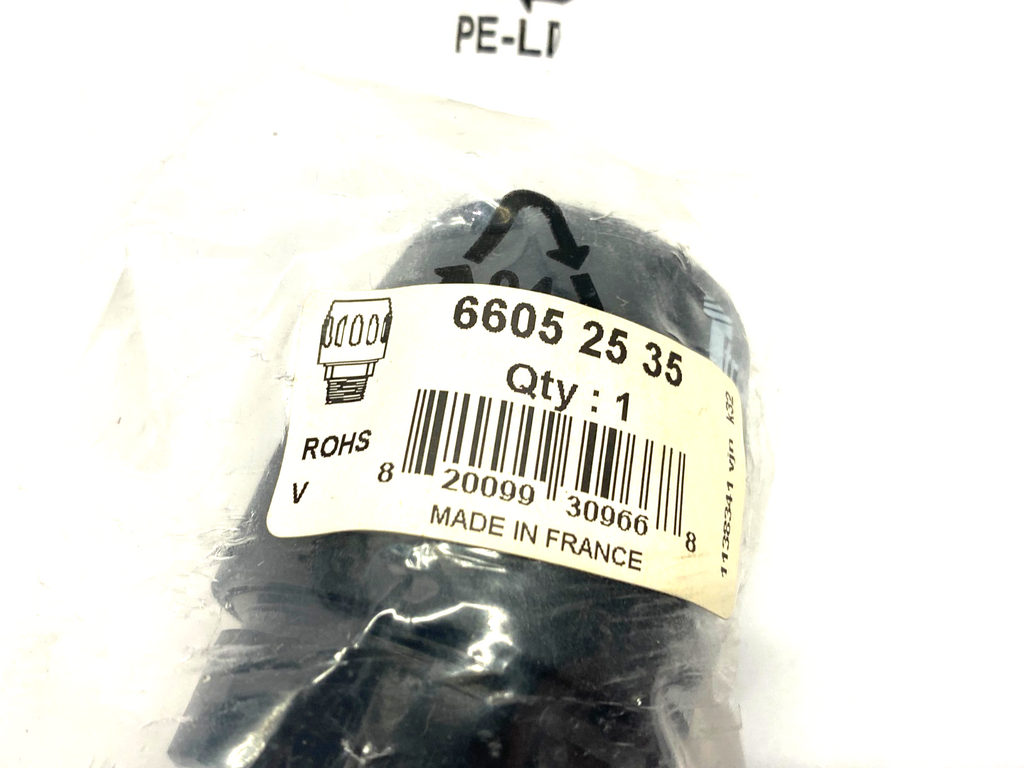 PE-LD
6605 25 35
Qty : 1
ROHS
V
8 20099 30966 8
MADE IN FRANCE